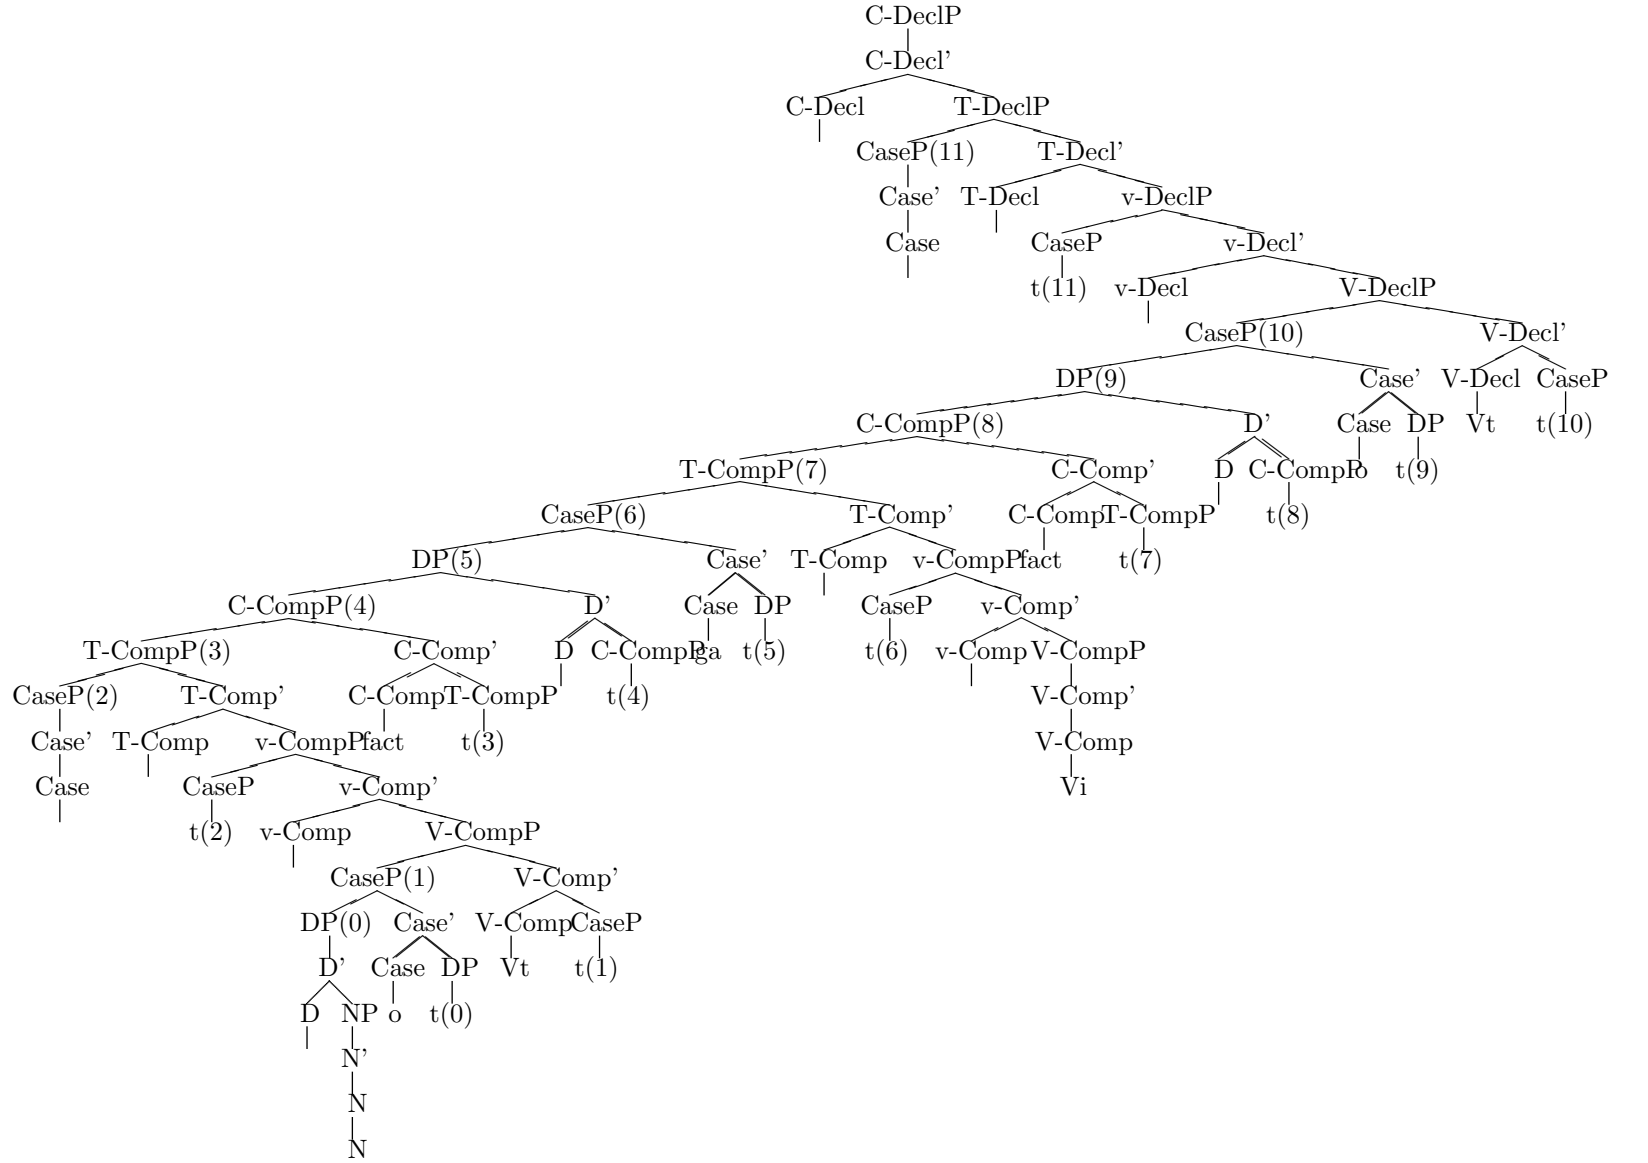 C-DeclP
C-Decl'
C-Decl T-DeclP
CaseP(11) T-Decl'
Case' T-Decl v-DeclP
Case CaseP v-Decl'
t(11) v-Decl V-DeclP
CaseP(10) V-Decl'
DP(9) Case' V-Decl CaseP
C-CompP(8) D' Case DP Vt t(10)
T-CompP(7) C-Comp' D C-CompP o t(9)
CaseP(6) T-Comp' C-Comp T-CompP t(8)
DP(5) Case' T-Comp v-CompP fact t(7)
C-CompP(4) D' Case DP CaseP v-Comp'
T-CompP(3) C-Comp' D C-CompP ga t(5) t(6) v-Comp V-CompP
CaseP(2) T-Comp' C-Comp T-CompP t(4) V-Comp'
Case' T-Comp v-CompP fact t(3) V-Comp
Case CaseP v-Comp' Vi
t(2) v-Comp V-CompP
CaseP(1) V-Comp'
DP(0) Case' V-Comp CaseP
D' Case DP Vt t(1)
D NP o t(0)
N'
N
N